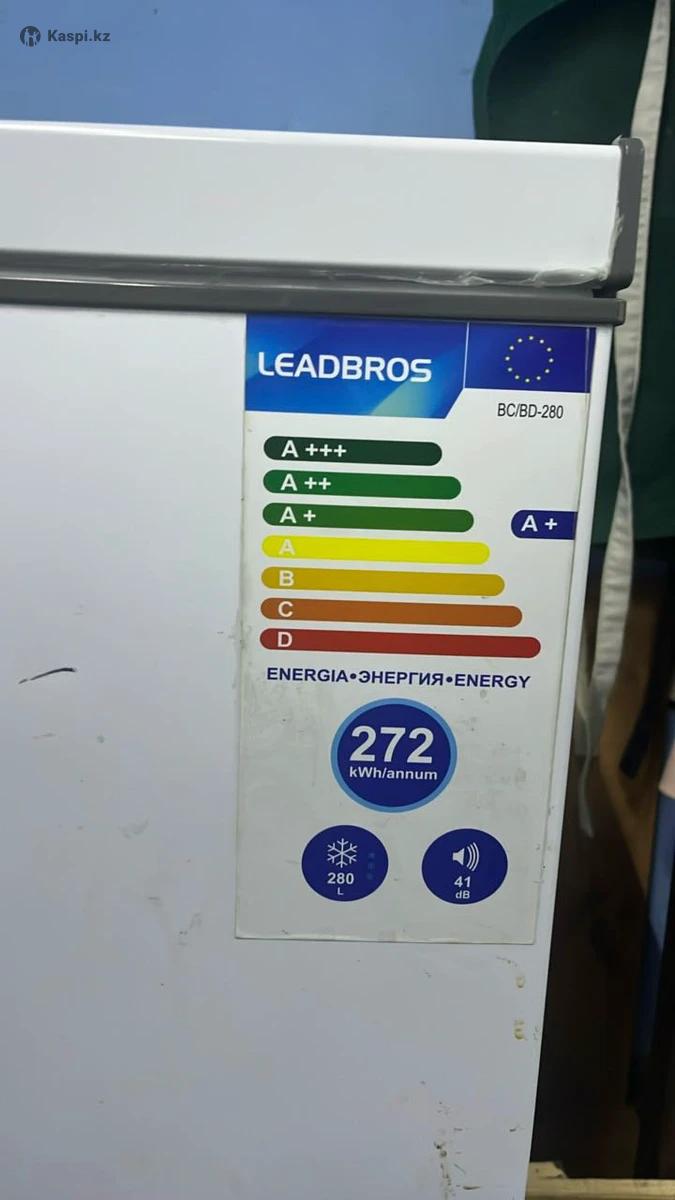 Kaspi.kz
LEADBROS
BC/BD-280
A +++
A ++
A +
A +
A
B
C
D
ENERGIA•ЭНЕРГИЯ•ENERGY
272
kWh/annum
280
L
41
dB